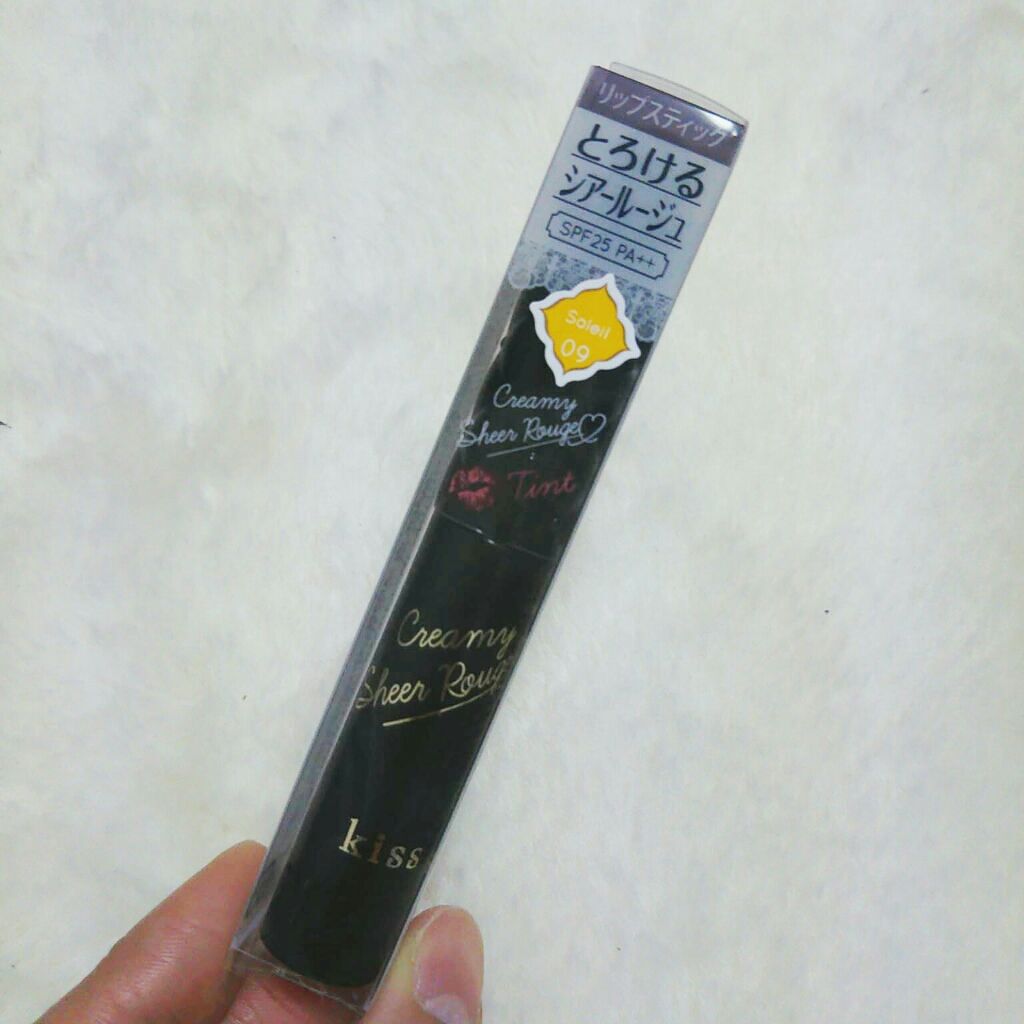 リップスティック
とろける
シアールージュ
SPF25 PA++
Soleil
09
Creamy
Sheer Rouge
Tint
Creamy
Sheer Rouge
kiss